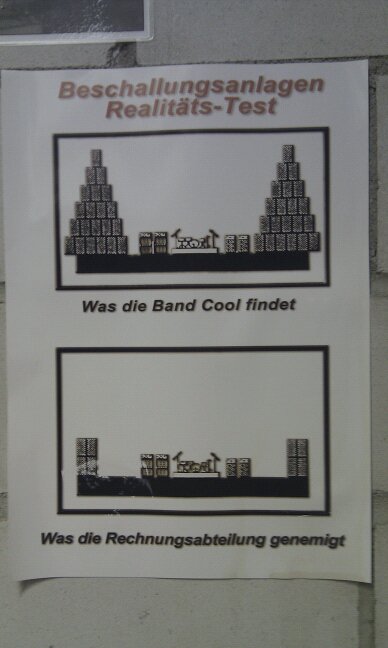 Beschallungsanlagen
Realitäts-Test
Was die Band Cool findet
Was die Rechnungsabteilung genemigt